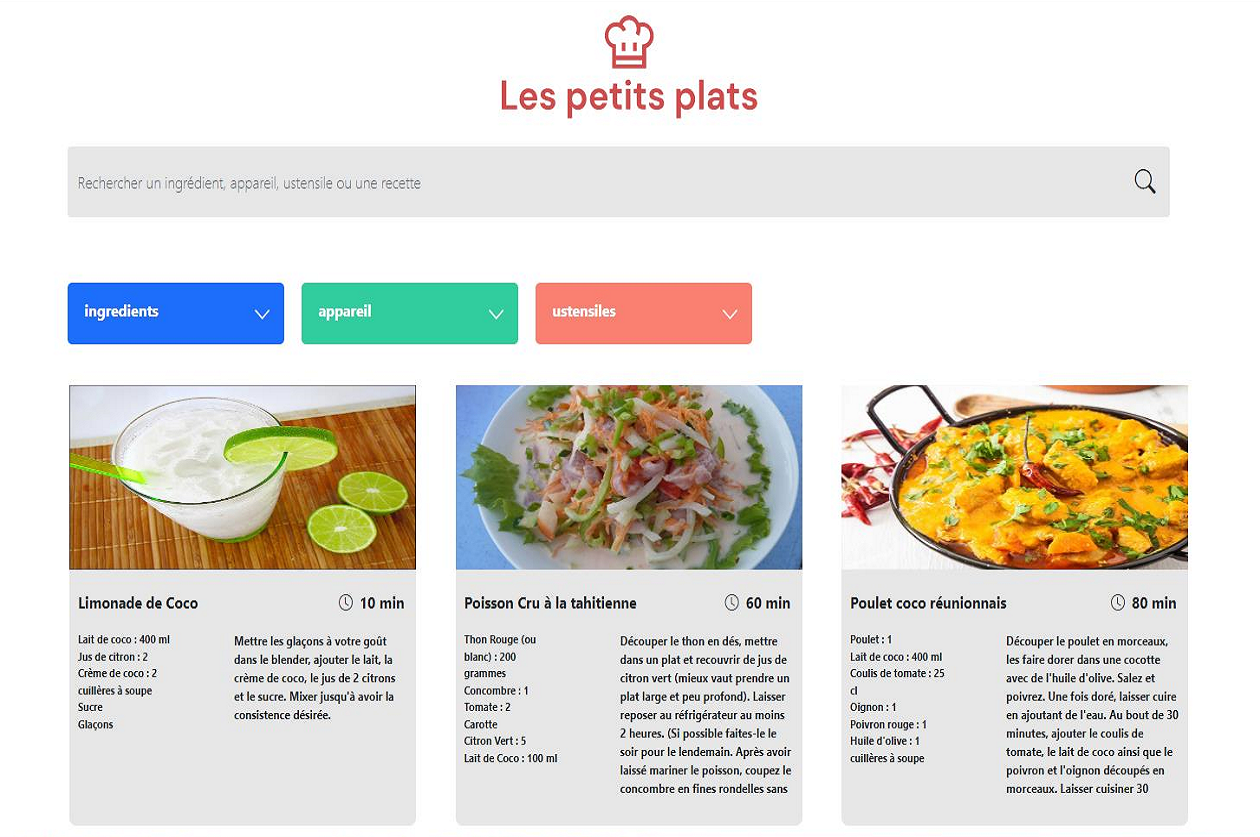 Les petits plats
Rechercher un ingrédient, appareil, ustensile ou une recette
ingredients
appareil
ustensiles
Limonade de Coco
10 min
Lait de coco : 400 ml
Jus de citron : 2
Crème de coco : 2
cuillères à soupe
Sucre
Glaçons
Mettre les glaçons à votre goût
dans le blender, ajouter le lait, la
crème de coco, le jus de 2 citrons
et le sucre. Mixer jusqu'à avoir la
consistence désirée.
Poisson Cru à la tahitienne
60 min
Thon Rouge (ou
blanc) : 200
grammes
Concombre : 1
Tomate : 2
Carotte
Citron Vert : 5
Lait de Coco : 100 ml
Découper le thon en dés, mettre
dans un plat et recouvrir de jus de
citron vert (mieux vaut prendre un
plat large et peu profond). Laisser
reposer au réfrigérateur au moins
2 heures. (Si possible faites-le le
soir pour le lendemain. Après avoir
laissé mariner le poisson, coupez le
concombre en fines rondelles sans
Poulet coco réunionnais
80 min
Poulet : 1
Lait de coco : 400 ml
Coulis de tomate : 25
cl
Oignon : 1
Poivron rouge : 1
Huile d'olive : 1
cuillères à soupe
Découper le poulet en morceaux,
les faire dorer dans une cocotte
avec de l'huile d'olive. Salez et
poivrez. Une fois doré, laisser cuire
en ajoutant de l'eau. Au bout de 30
minutes, ajouter le coulis de
tomate, le lait de coco ainsi que le
poivron et l'oignon découpés en
morceaux. Laisser cuisiner 30